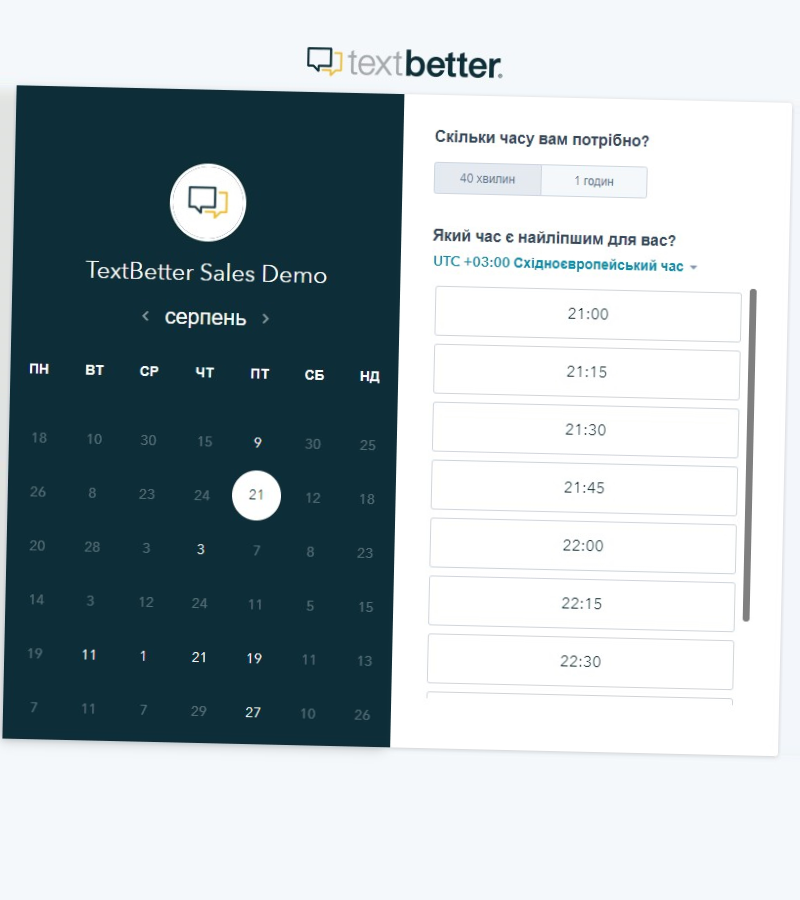 textbetter.
TextBetter Sales Demo
серпень
ПН ВТ СР ЧТ ПТ СБ НД
18 10 30 15 9 30 25
26 8 23 24 21 12 18
20 28 3 3 7 8 23
14 3 12 24 11 5 15
19 11 1 21 19 11 13
7 11 7 29 27 10 26
Скільки часу вам потрібно?
40 хвилин 1 годин
Який час є найліпшим для вас?
UTC +03:00 Східноєвропейський час
21:00
21:15
21:30
21:45
22:00
22:15
22:30